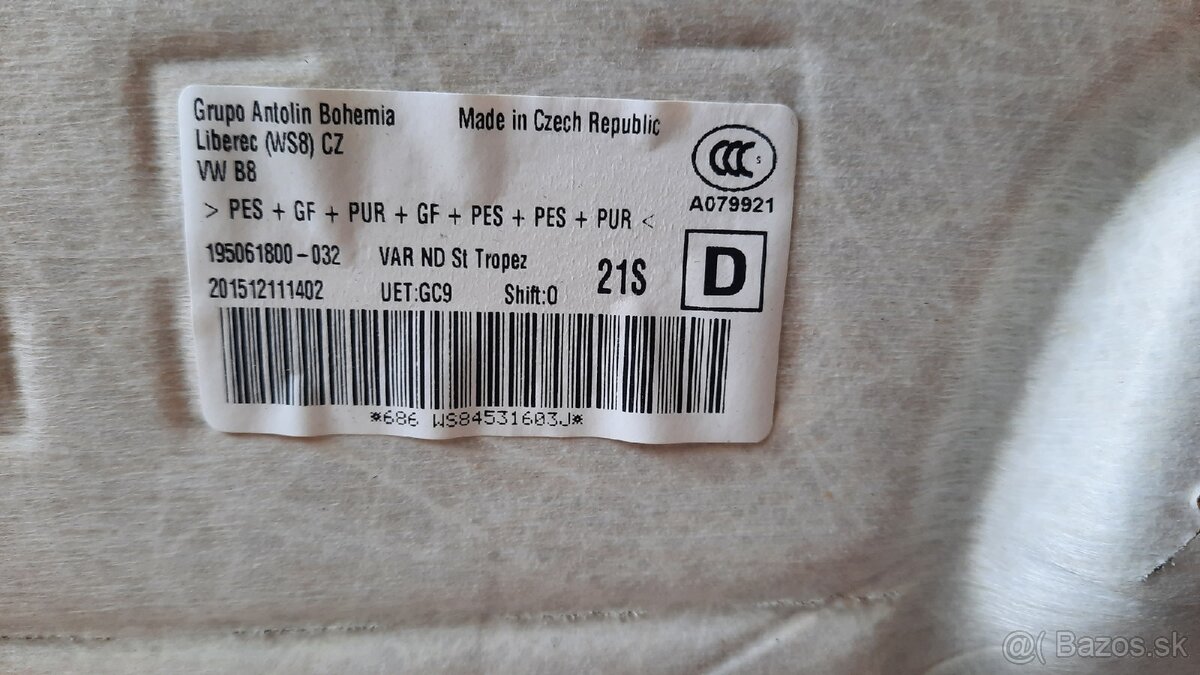 Grupo Antolin Bohemia
Made in Czech Republic
Liberec (WS8) CZ
VW B8
CCC S
A079921
> PES + GF + PUR + GF + PES + PES + PUR <
195061800-032 VAR ND St Tropez
201512111402 UET:GC9 Shift:0 21S
D
*686 WS84531603J*
@( Bazos.sk